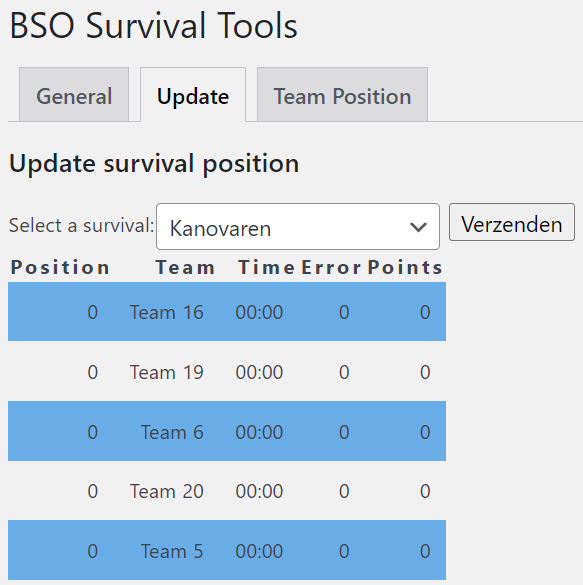 BSO Survival Tools
General Update Team Position
Update survival position
Select a survival: Kanovaren Verzenden
Position Team Time Error Points
0 Team 16 00:00 0 0
0 Team 19 00:00 0 0
0 Team 6 00:00 0 0
0 Team 20 00:00 0 0
0 Team 5 00:00 0 0